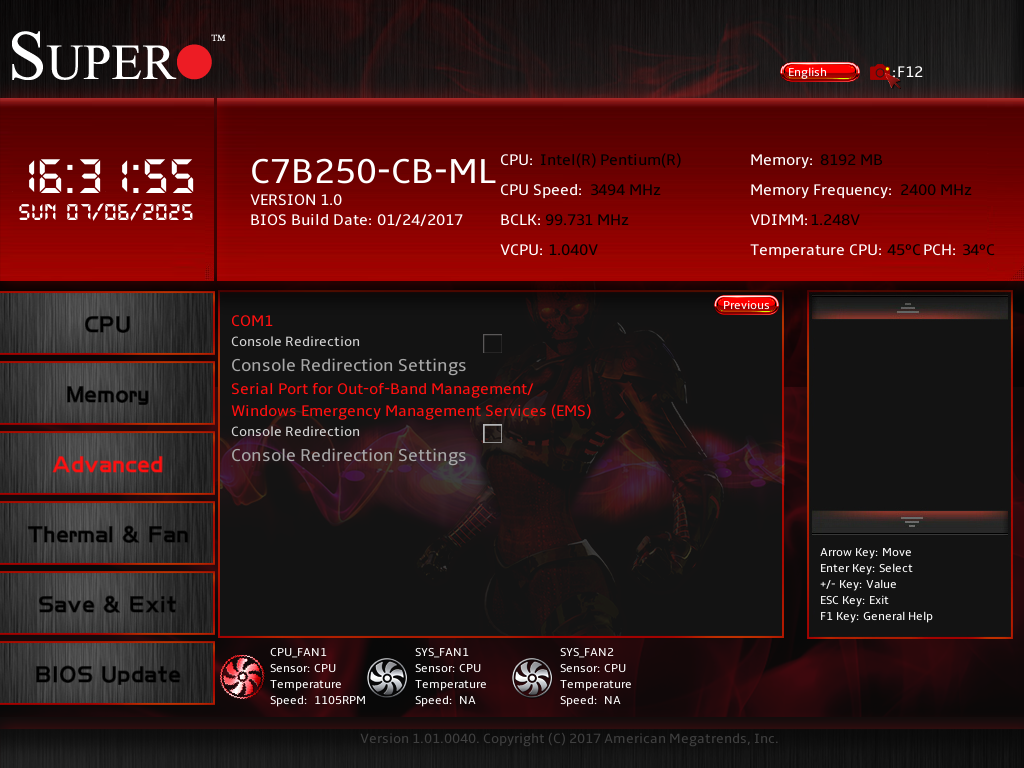 SUPER™
English
:F12
16:31:55
SUN 07/06/2025
C7B250-CB-ML
VERSION 1.0
BIOS Build Date: 01/24/2017
CPU: Intel(R) Pentium(R)
CPU Speed: 3494 MHz
BCLK: 99.731 MHz
VCPU: 1.040V
Memory: 8192 MB
Memory Frequency: 2400 MHz
VDIMM: 1.248V
Temperature CPU: 45ºC PCH: 34ºC
CPU
Memory
Advanced
Thermal & Fan
Save & Exit
BIOS Update
Previous
COM1
Console Redirection
Console Redirection Settings
Serial Port for Out-of-Band Management/
Windows Emergency Management Services (EMS)
Console Redirection
Console Redirection Settings
Arrow Key: Move
Enter Key: Select
+/- Key: Value
ESC Key: Exit
F1 Key: General Help
CPU_FAN1
Sensor: CPU
Temperature
Speed: 1105RPM
SYS_FAN1
Sensor: CPU
Temperature
Speed: NA
SYS_FAN2
Sensor: CPU
Temperature
Speed: NA
Version 1.01.0040. Copyright (C) 2017 American Megatrends, Inc.